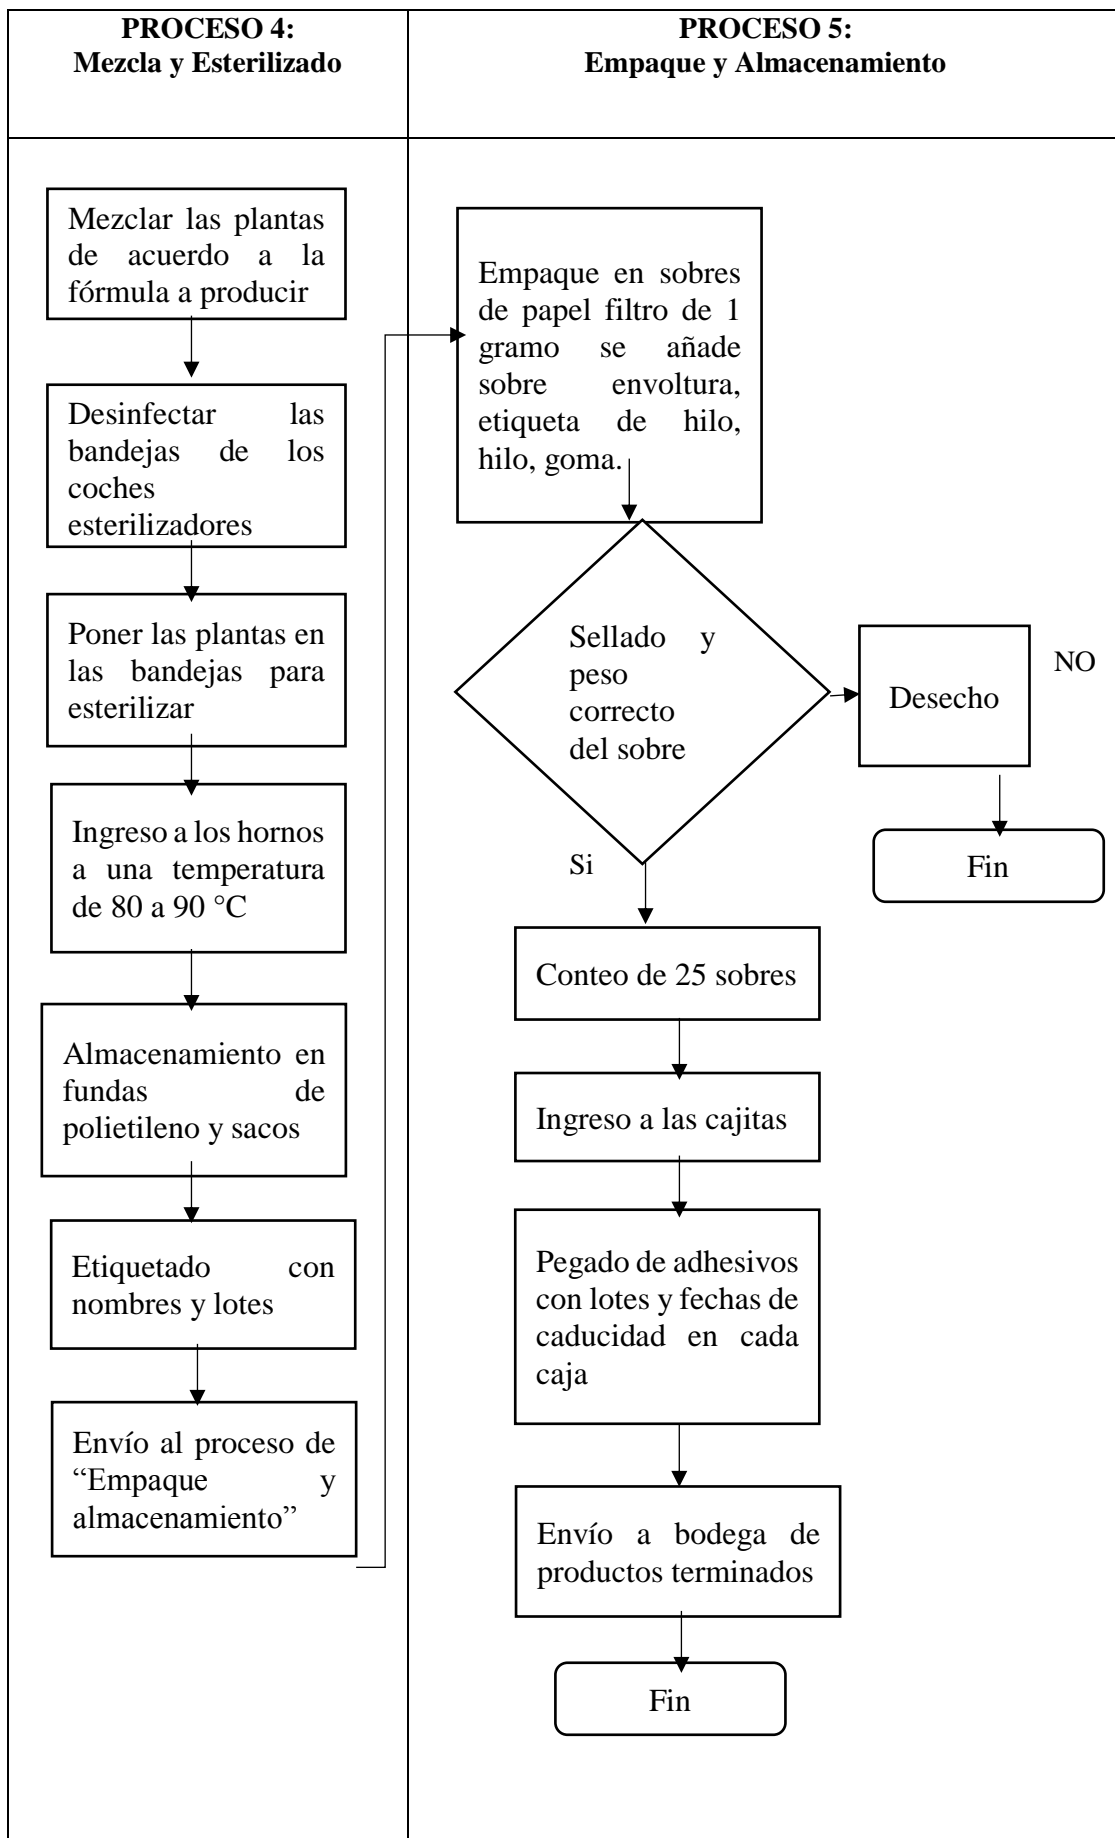 PROCESO 4:
Mezcla y Esterilizado
PROCESO 5:
Empaque y Almacenamiento
Mezclar las plantas
de acuerdo a la
fórmula a producir
Desinfectar las
bandejas de los
coches
esterilizadores
Poner las plantas en
las bandejas para
esterilizar
Ingreso a los hornos
a una temperatura
de 80 a 90 °C
Almacenamiento en
fundas de
polietileno y sacos
Etiquetado con
nombres y lotes
Envío al proceso de
“Empaque y
almacenamiento”
Empaque en sobres
de papel filtro de 1
gramo se añade
sobre envoltura,
etiqueta de hilo,
hilo, goma.
Sellado y
peso
correcto
del sobre
NO
Desecho
Fin
Si
Conteo de 25 sobres
Ingreso a las cajitas
Pegado de adhesivos
con lotes y fechas de
caducidad en cada
caja
Envío a bodega de
productos terminados
Fin